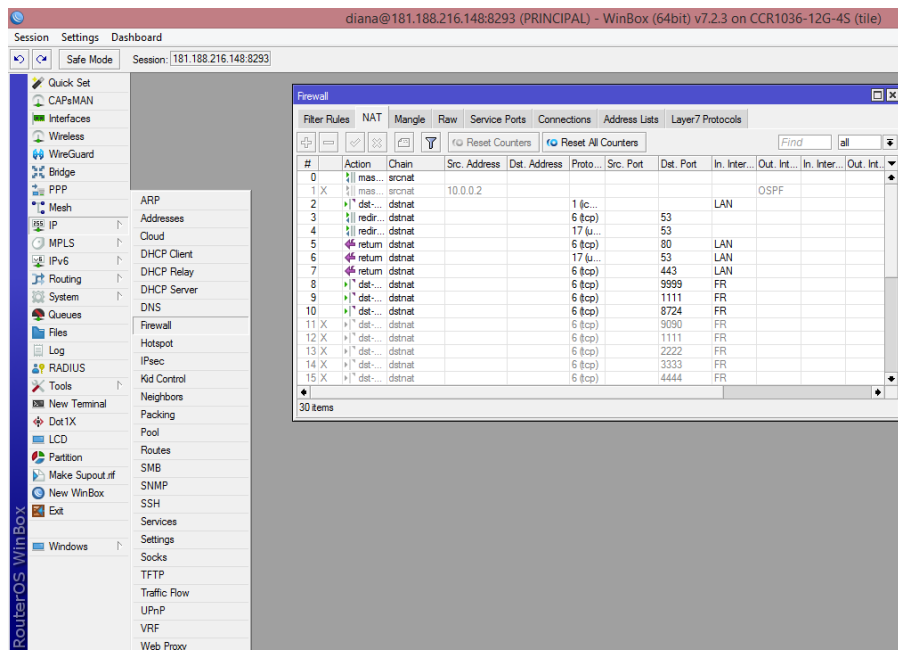 diana@181.188.216.148:8293 (PRINCIPAL) - WinBox (64bit) v7.2.3 on CCR1036-12G-4S (tile)
Session Settings Dashboard
Safe Mode Session: 181.188.216.148:8293
Quick Set
CAPsMAN
Interfaces
Wireless
WireGuard
Bridge
PPP
Mesh
IP
MPLS
IPv6
Routing
System
Queues
Files
Log
RADIUS
Tools
New Terminal
Dot1X
LCD
Partition
Make Supout.rif
New WinBox
Exit
Windows
RouterOS WinBox
ARP
Addresses
Cloud
DHCP Client
DHCP Relay
DHCP Server
DNS
Firewall
Hotspot
IPsec
Kid Control
Neighbors
Packing
Pool
Routes
SMB
SNMP
SSH
Services
Settings
Socks
TFTP
Traffic Flow
UPnP
VRF
Web Proxy
Firewall
Filter Rules NAT Mangle Raw Service Ports Connections Address Lists Layer7 Protocols
Reset Counters Reset All Counters Find all
# Action Chain Src. Address Dst. Address Proto... Src. Port Dst. Port In. Inter... Out. Int... In. Inter... Out. Int...
0 mas... srcnat
1 X mas... srcnat 10.0.0.2 OSPF
2 dst-... dstnat 1 (ic... LAN
3 redir... dstnat 6 (tcp) 53
4 redir... dstnat 17 (u... 53
5 return dstnat 6 (tcp) 80 LAN
6 return dstnat 17 (u... 53 LAN
7 return dstnat 6 (tcp) 443 LAN
8 dst-... dstnat 6 (tcp) 9999 FR
9 dst-... dstnat 6 (tcp) 1111 FR
10 dst-... dstnat 6 (tcp) 8724 FR
11 X dst-... dstnat 6 (tcp) 9090 FR
12 X dst-... dstnat 6 (tcp) 1111 FR
13 X dst-... dstnat 6 (tcp) 2222 FR
14 X dst-... dstnat 6 (tcp) 3333 FR
15 X dst-... dstnat 6 (tcp) 4444 FR
30 items